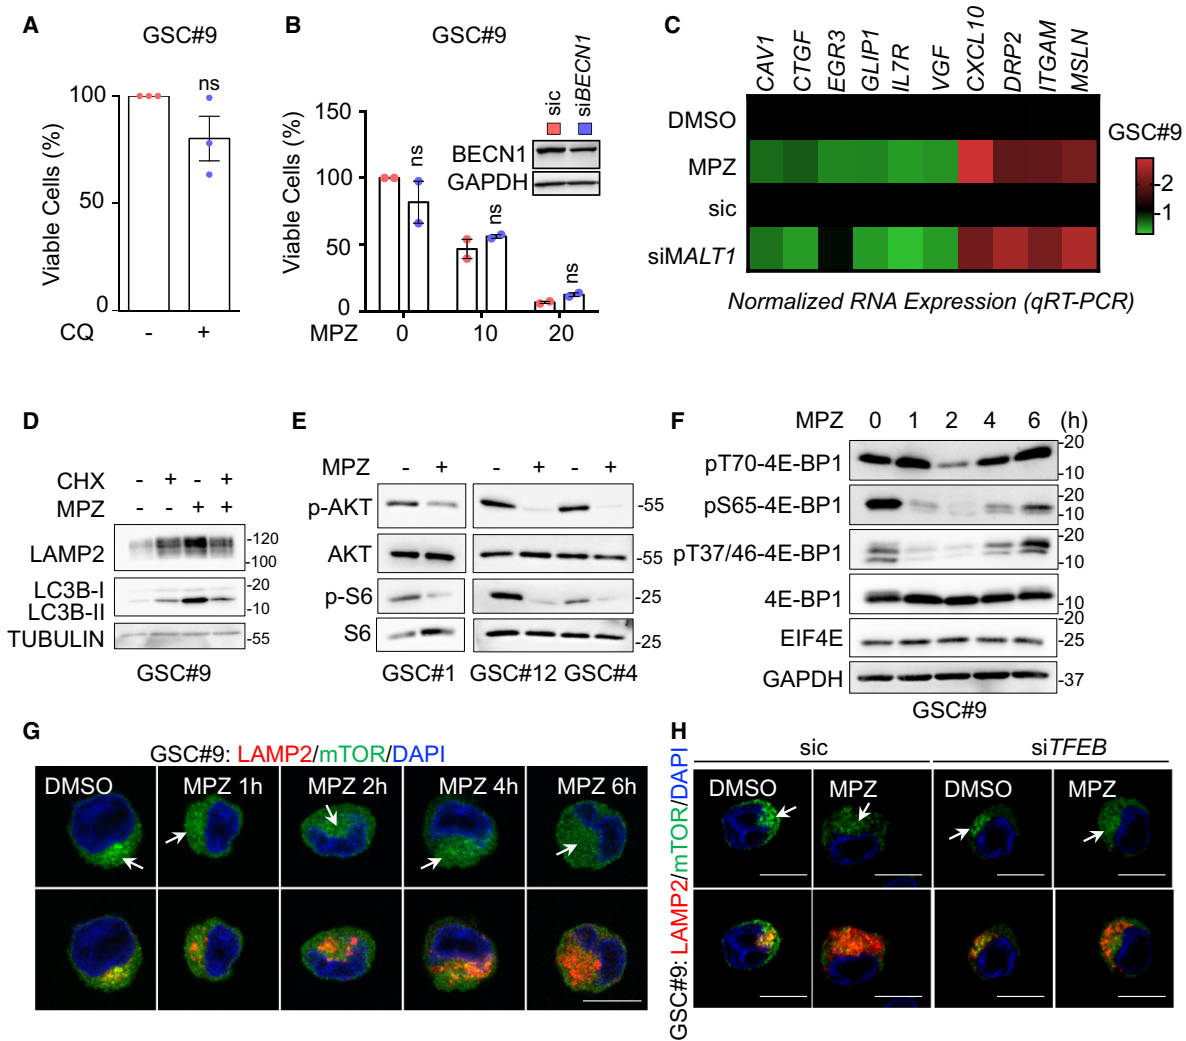 A
GSC#9
ns
100
50
0
Viable Cells (%)
CQ - +
B
GSC#9
sic
siBECN1
BECN1
GAPDH
150
100
50
0
Viable Cells (%)
ns
ns
ns
MPZ 0 10 20
C
CAV1 CTGF EGR3 GLIP1 IL7R VGF CXCL10 DRP2 ITGAM MSLN
DMSO
MPZ
sic
siMALT1
GSC#9
2
1
Normalized RNA Expression (qRT-PCR)
D
CHX - + - +
MPZ - - + +
LAMP2
-120
-100
LC3B-I
LC3B-II
-20
-10
TUBULIN
-55
GSC#9
E
MPZ - + - + - +
p-AKT -55
AKT -55
p-S6 -25
S6 -25
GSC#1 GSC#12 GSC#4
F
MPZ 0 1 2 4 6 (h)
pT70-4E-BP1
-20
-10
pS65-4E-BP1
-20
-10
pT37/46-4E-BP1
-20
-10
4E-BP1
-10
-20
EIF4E -25
GAPDH -37
GSC#9
G
GSC#9: LAMP2/mTOR/DAPI
DMSO MPZ 1h MPZ 2h MPZ 4h MPZ 6h
H
GSC#9: LAMP2/mTOR/DAPI
sic siTFEB
DMSO MPZ DMSO MPZ